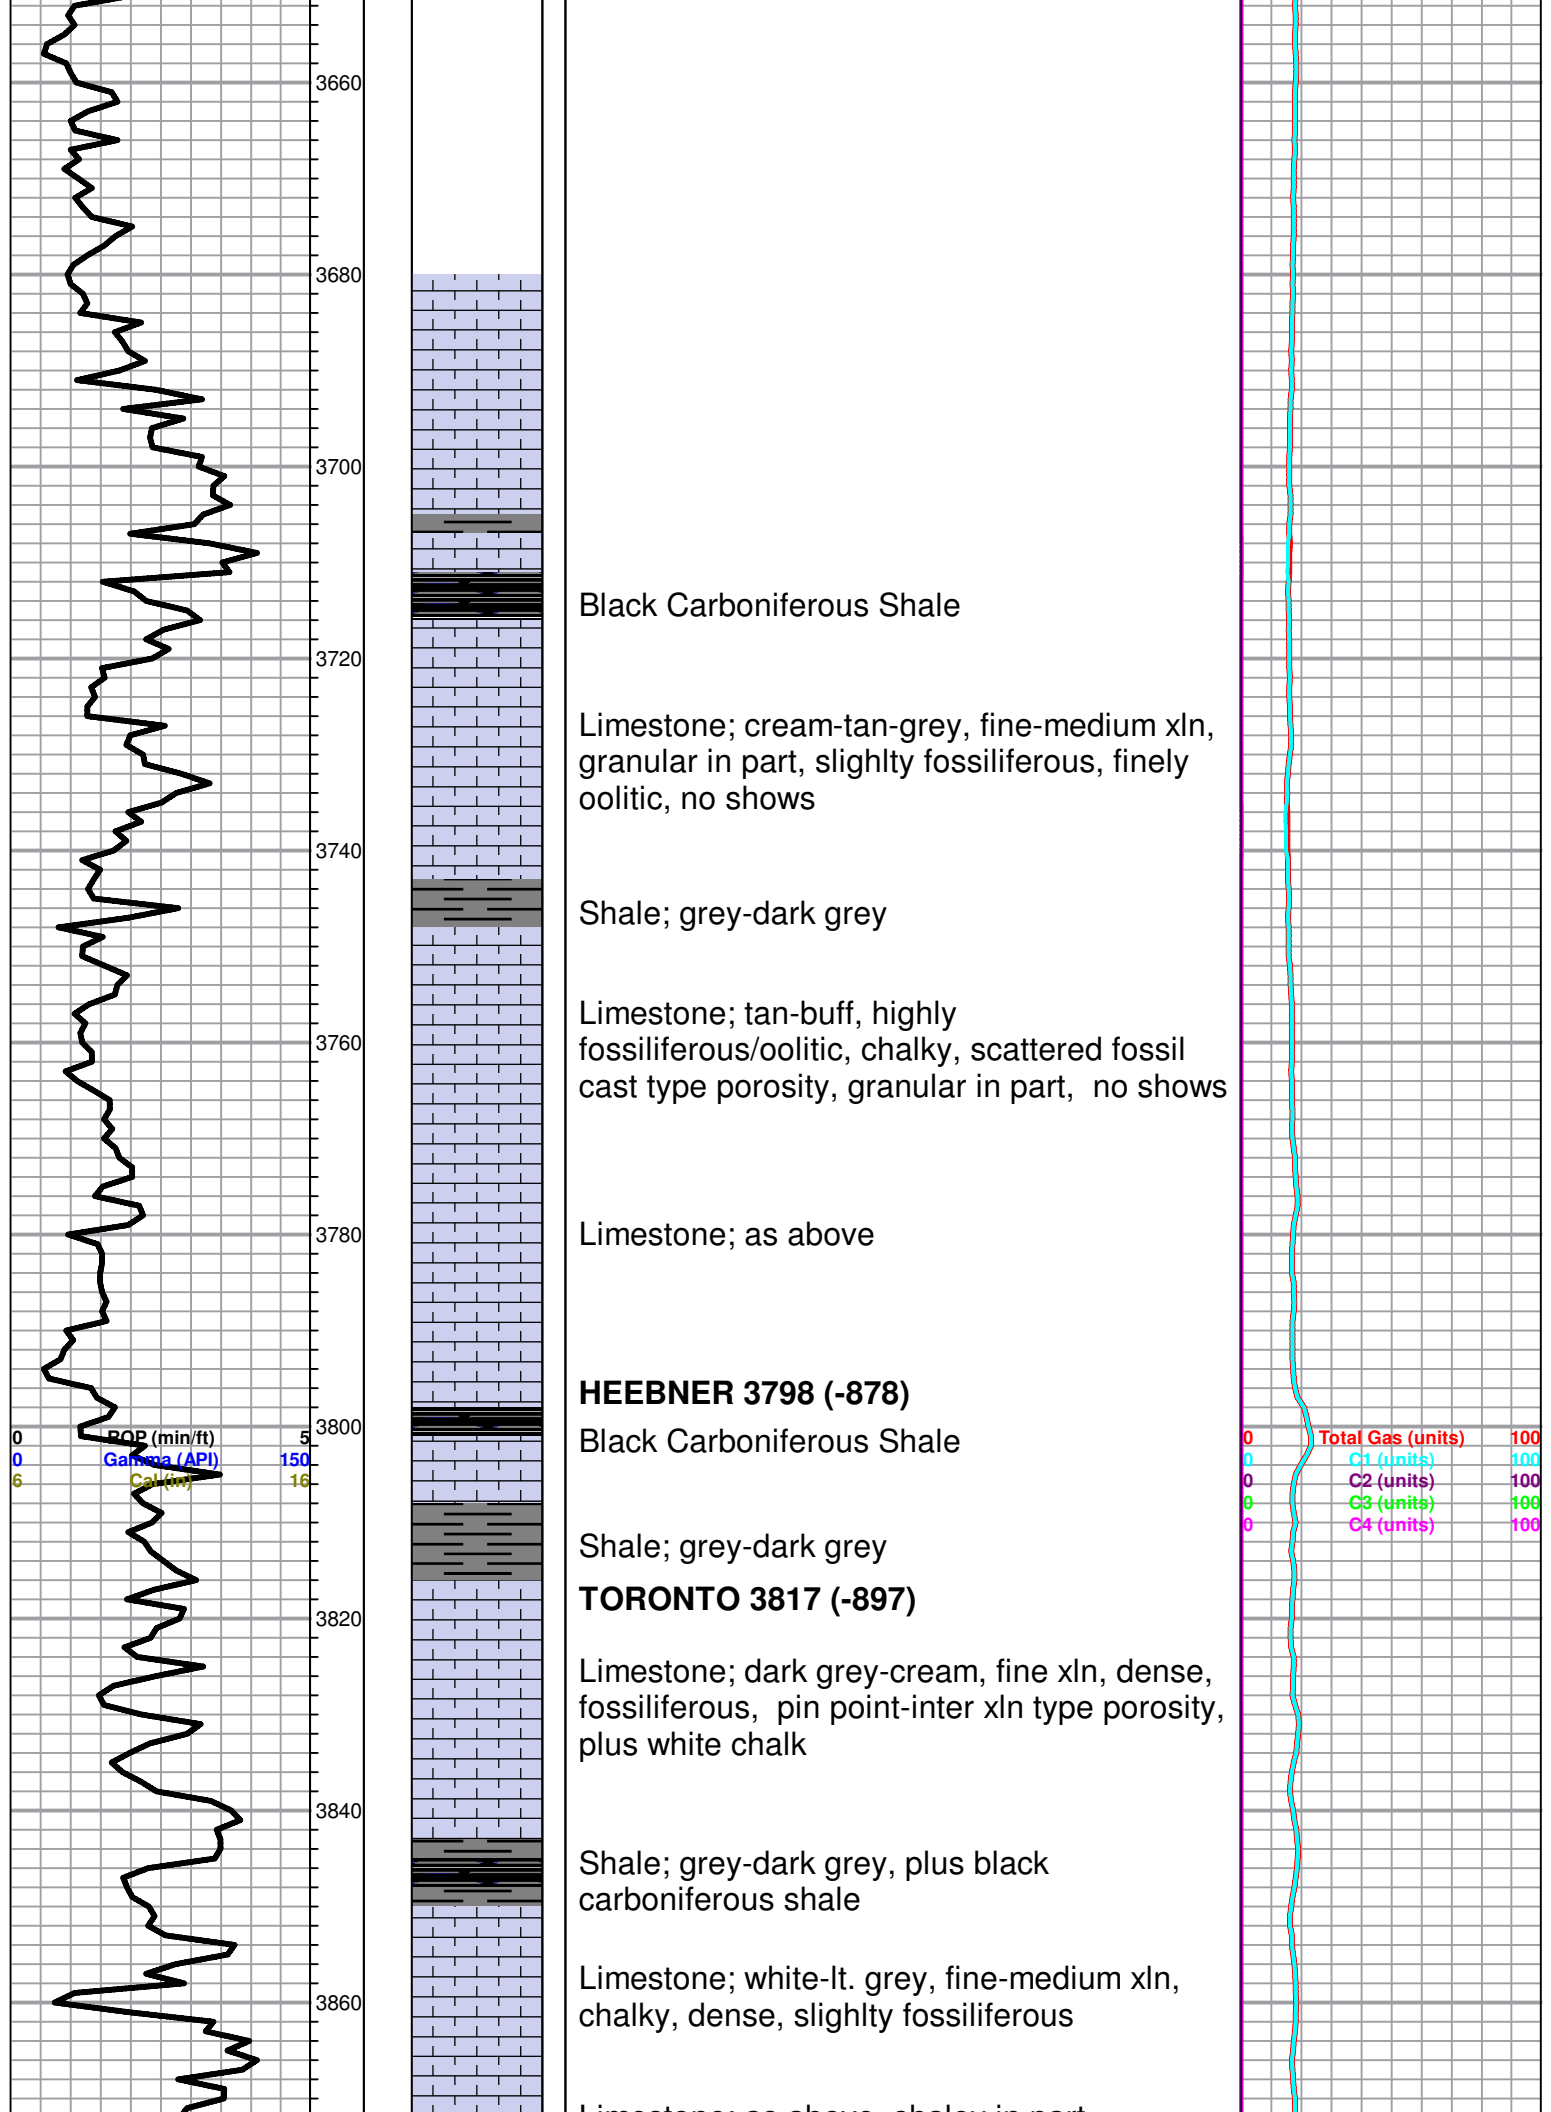 3660
3680
3700
Black Carboniferous Shale
3720
Limestone; cream-tan-grey, fine-medium xln,
granular in part, slighlty fossiliferous, finely
oolitic, no shows
3740
Shale; grey-dark grey
Limestone; tan-buff, highly
fossiliferous/oolitic, chalky, scattered fossil
cast type porosity, granular in part,  no shows
3760
3780
Limestone; as above
HEEBNER 3798 (-878)
3800
Black Carboniferous Shale
0 ROP (min/ft) 5
0 Gamma (API) 150
6 Cal (in) 16
0 Total Gas (units) 100
0 C1 (units) 100
0 C2 (units) 100
0 C3 (units) 100
0 C4 (units) 100
Shale; grey-dark grey
TORONTO 3817 (-897)
3820
Limestone; dark grey-cream, fine xln, dense,
fossiliferous,  pin point-inter xln type porosity,
plus white chalk
3840
Shale; grey-dark grey, plus black
carboniferous shale
Limestone; white-lt. grey, fine-medium xln,
chalky, dense, slighlty fossiliferous
3860
Limestone; as above, in part